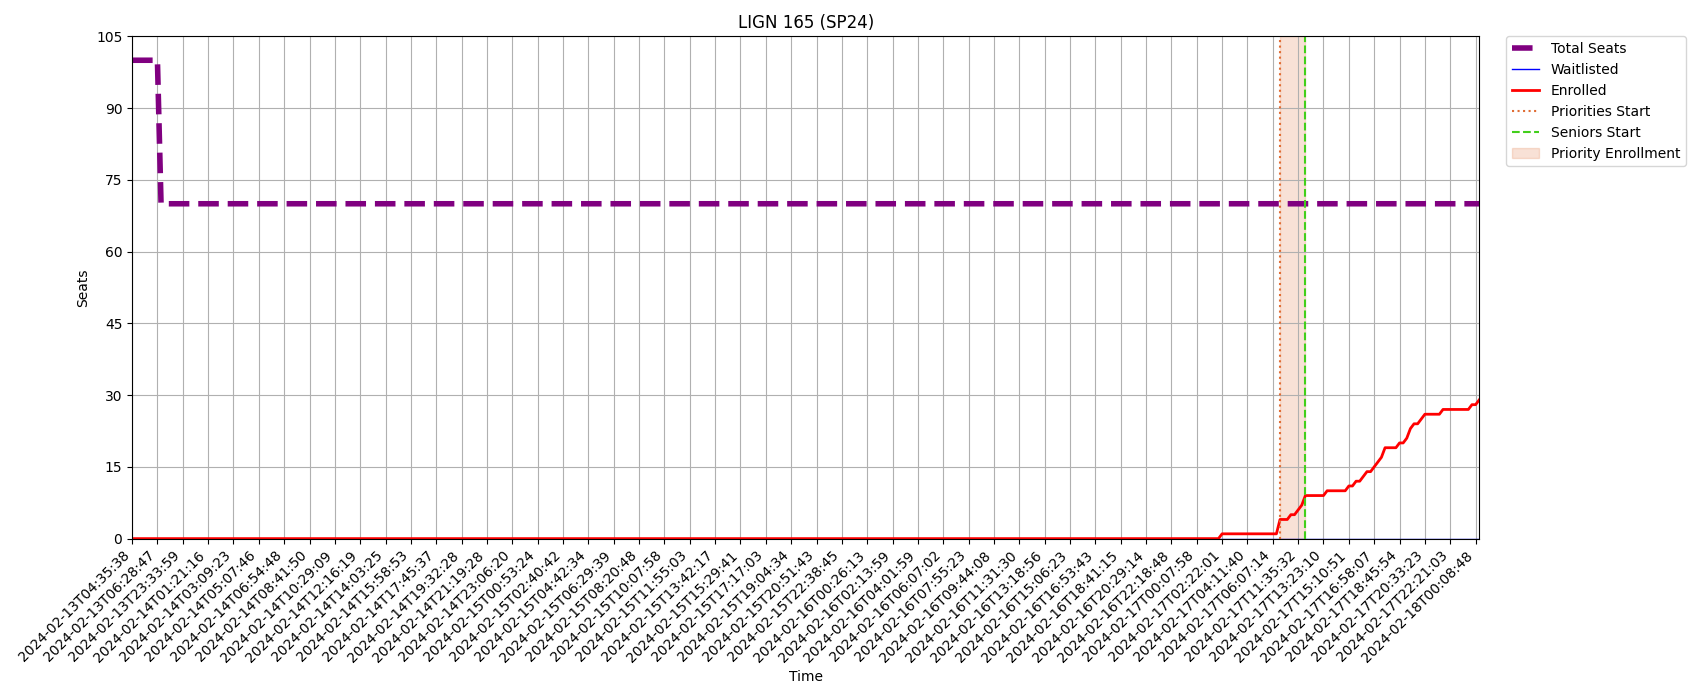 LIGN 165 (SP24)
105
90
75
60
45
30
15
0
Seats
Total Seats
Waitlisted
Enrolled
Priorities Start
Seniors Start
Priority Enrollment
2024-02-13T04:35:38
2024-02-13T06:28:47
2024-02-13T23:33:59
2024-02-14T01:21:16
2024-02-14T03:09:23
2024-02-14T05:07:46
2024-02-14T06:54:48
2024-02-14T08:41:50
2024-02-14T10:29:09
2024-02-14T12:16:19
2024-02-14T14:03:25
2024-02-14T15:58:53
2024-02-14T17:45:37
2024-02-14T19:32:28
2024-02-14T21:19:28
2024-02-14T23:06:20
2024-02-15T00:53:24
2024-02-15T02:40:42
2024-02-15T04:42:34
2024-02-15T06:29:39
2024-02-15T08:20:48
2024-02-15T10:07:58
2024-02-15T11:55:03
2024-02-15T13:42:17
2024-02-15T15:29:41
2024-02-15T17:17:03
2024-02-15T19:04:34
2024-02-15T20:51:43
2024-02-15T22:38:45
2024-02-16T00:26:13
2024-02-16T02:13:59
2024-02-16T04:01:59
2024-02-16T06:07:02
2024-02-16T07:55:23
2024-02-16T09:44:08
2024-02-16T11:31:30
2024-02-16T13:18:56
2024-02-16T15:06:23
2024-02-16T16:53:43
2024-02-16T18:41:15
2024-02-16T20:29:14
2024-02-16T22:18:48
2024-02-17T00:07:58
2024-02-17T02:22:01
2024-02-17T04:11:40
2024-02-17T06:07:14
2024-02-17T11:35:32
2024-02-17T13:23:10
2024-02-17T15:10:51
2024-02-17T16:58:07
2024-02-17T18:45:54
2024-02-17T20:33:23
2024-02-17T22:21:03
2024-02-18T00:08:48
Time